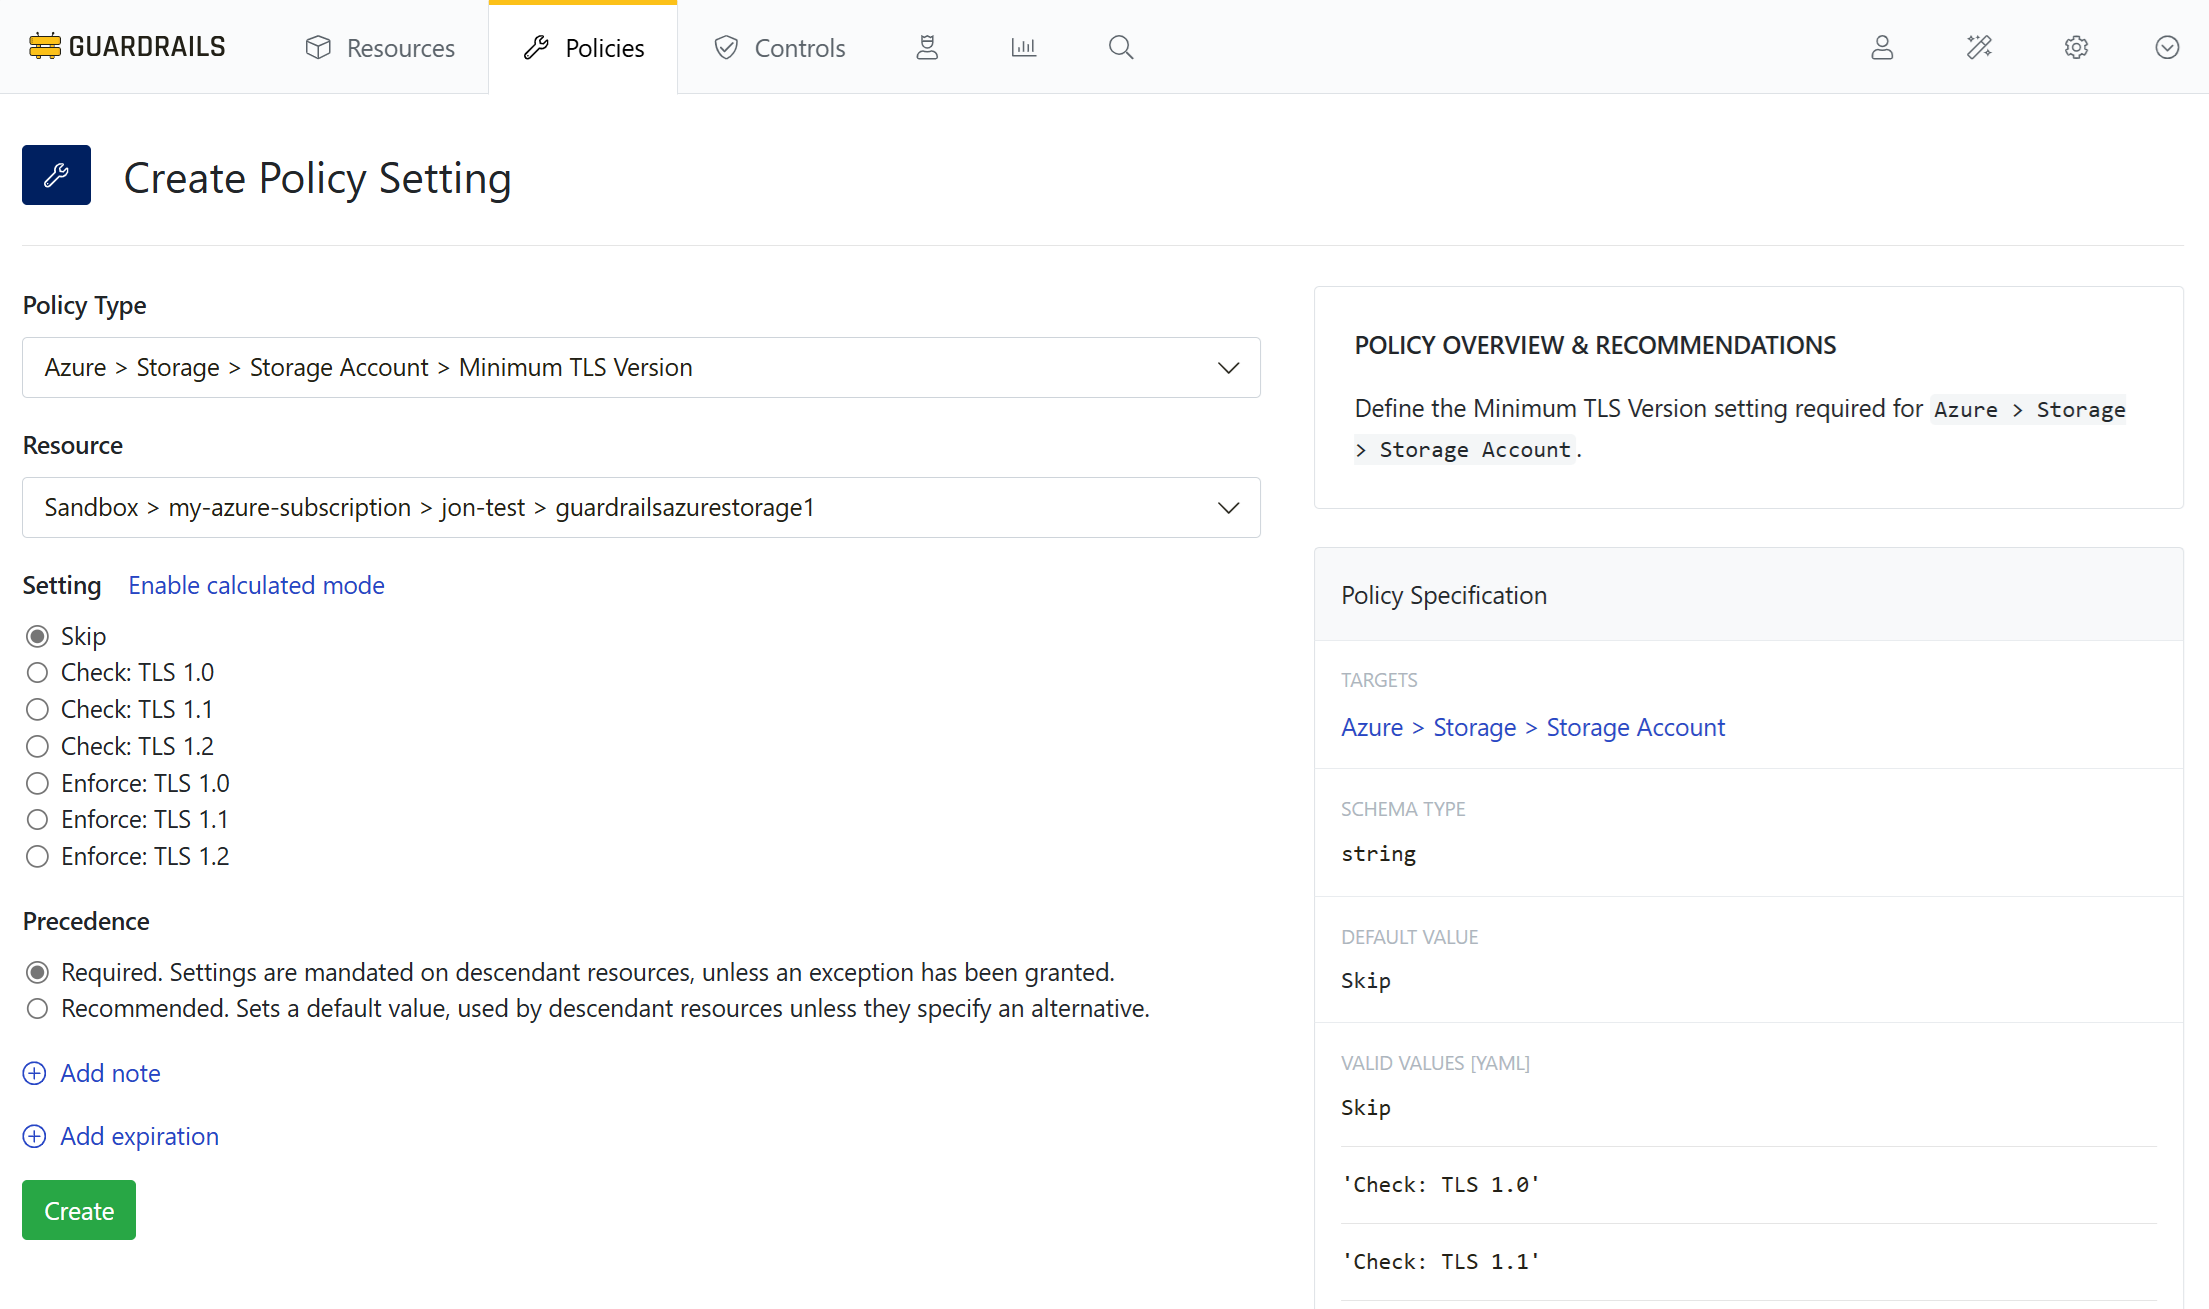 GUARDRAILS Resources Policies Controls
Create Policy Setting
Policy Type
Azure > Storage > Storage Account > Minimum TLS Version
Resource
Sandbox > my-azure-subscription > jon-test > guardrailsazurestorage1
Setting Enable calculated mode
Skip
Check: TLS 1.0
Check: TLS 1.1
Check: TLS 1.2
Enforce: TLS 1.0
Enforce: TLS 1.1
Enforce: TLS 1.2
Precedence
Required. Settings are mandated on descendant resources, unless an exception has been granted.
Recommended. Sets a default value, used by descendant resources unless they specify an alternative.
Add note
Add expiration
Create
POLICY OVERVIEW & RECOMMENDATIONS
Define the Minimum TLS Version setting required for Azure > Storage
> Storage Account.
Policy Specification
TARGETS
Azure > Storage > Storage Account
SCHEMA TYPE
string
DEFAULT VALUE
Skip
VALID VALUES [YAML]
Skip
'Check: TLS 1.0'
'Check: TLS 1.1'